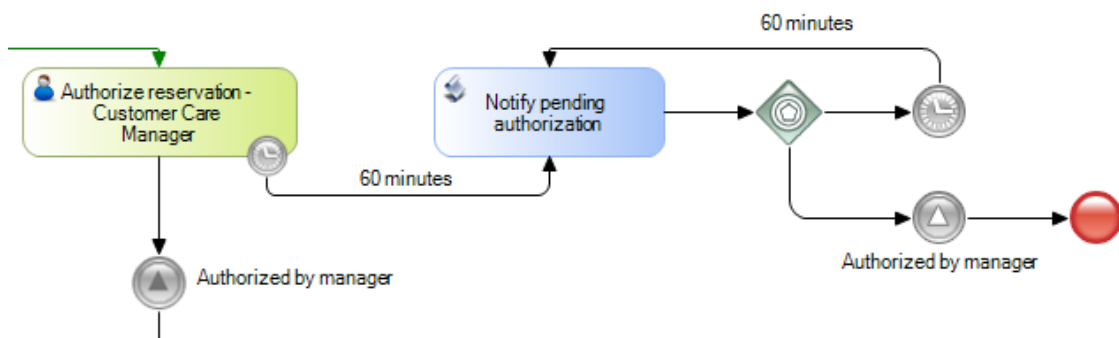 60 minutes
Authorize reservation -
Customer Care
Manager
Notify pending
authorization
60 minutes
Authorized by manager
Authorized by manager